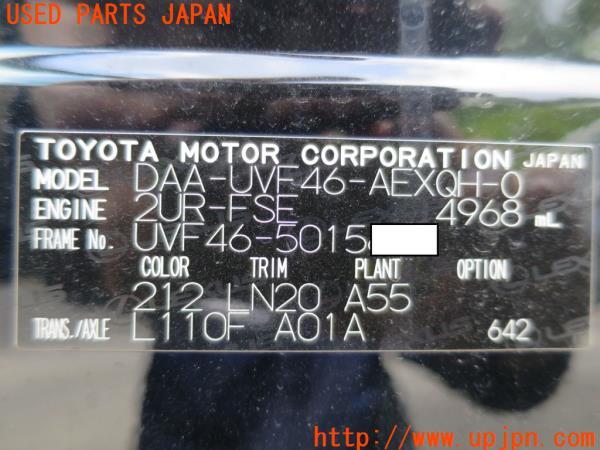 USED PARTS JAPAN
TOYOTA MOTOR CORPORATION JAPAN
MODEL DAA-UVF46-AEXQH-0
ENGINE 2UR-FSE 4968 mL
FRAME No. UVF46-5015
COLOR TRIM PLANT OPTION
212 LN20 A55
TRANS./AXLE L110F A01A 642
http://www.upjpn.com/